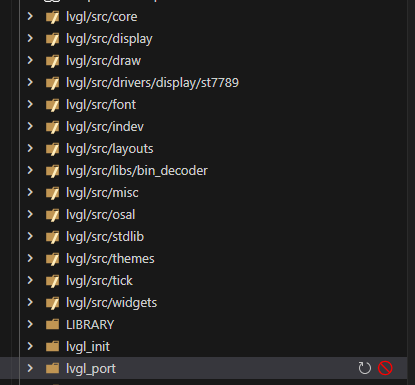 lvgl/src/core
lvgl/src/display
lvgl/src/draw
lvgl/src/drivers/display/st7789
lvgl/src/font
lvgl/src/indev
lvgl/src/layouts
lvgl/src/libs/bin_decoder
lvgl/src/misc
lvgl/src/osal
lvgl/src/stdlib
lvgl/src/themes
lvgl/src/tick
lvgl/src/widgets
LIBRARY
lvgl_init
lvgl_port